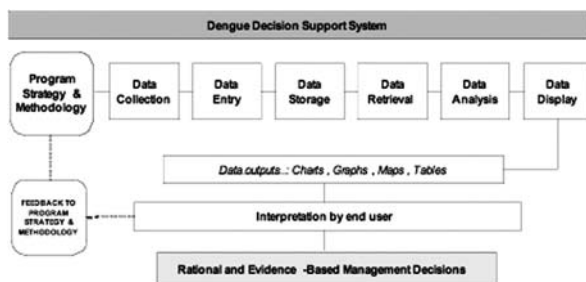 Dengue Decision Support System
Program
Strategy &
Methodology
Data
Collection
Data
Entry
Data
Storage
Data
Retrieval
Data
Analysis
Data
Display
Data outputs..: Charts , Graphs , Maps , Tables
FEEDBACK TO
PROGRAM
STRATEGY &
METHODOLOGY
Interpretation by end user
Rational and Evidence -Based Management Decisions